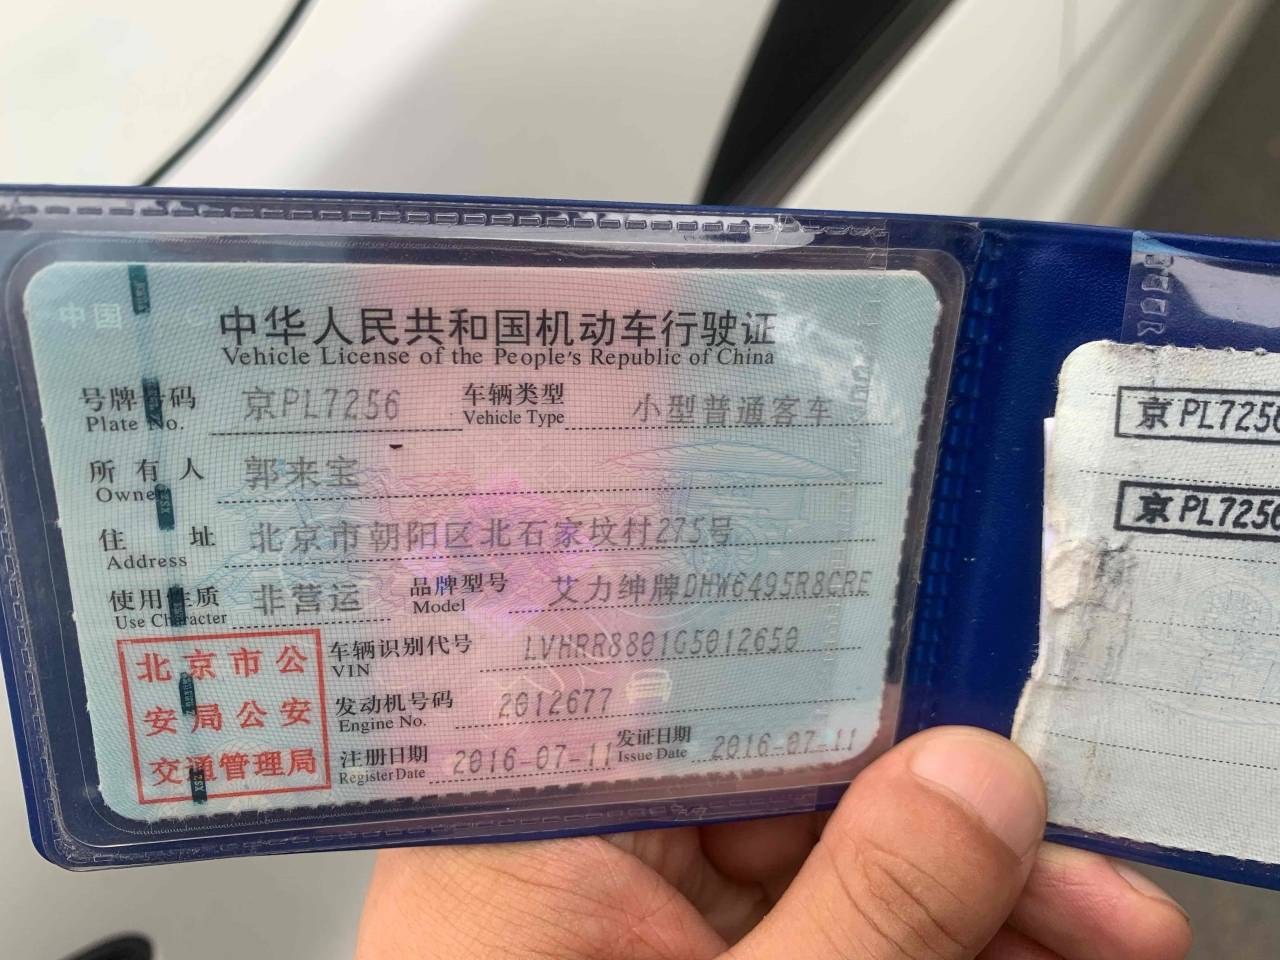 中国
中华人民共和国机动车行驶证
Vehicle License of the People's Republic of China
号牌号码 京PL7256 车辆类型 小型普通客车
Plate No. Vehicle Type
所有人 郭来宝
Owner
住址 北京市朝阳区北石家坟村275号
Address
使用性质 非营运 品牌型号 艾力绅牌DHW6495R8CRE
Use Character Model
车辆识别代号 LVHRR8801G5012650
VIN
发动机号码 2012677
Engine No.
注册日期 2016-07-11 发证日期 2016-07-11
Register Date Issue Date
北京市公
安局公安
交通管理局
京PL7256
京PL7256